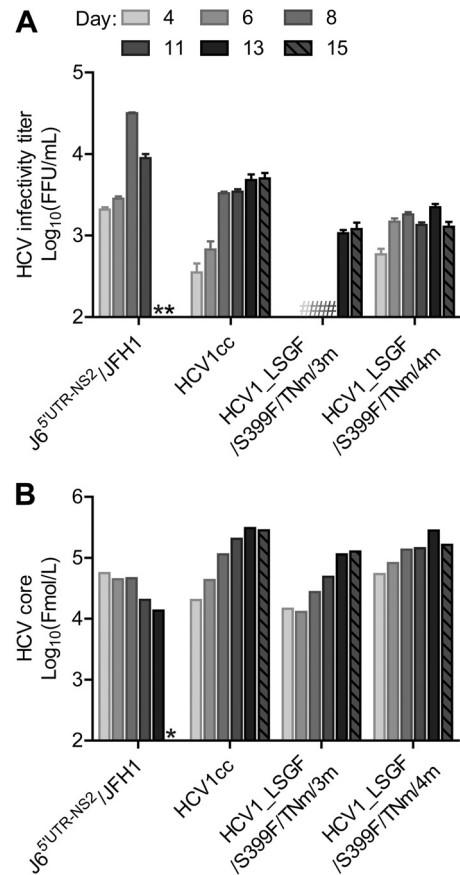 A
Day: 4 6 8
11 13 15
HCV infectivity titer
Log10(FFU/mL)
5
4
3
2
**
####
J6^5'UTR-NS2/JFH1
HCV1cc
HCV1_LSGF
/S399F/TNm/3m
HCV1_LSGF
/S399F/TNm/4m
B
HCV core
Log10(Fmol/L)
6
5
4
3
2
*
J6^5'UTR-NS2/JFH1
HCV1cc
HCV1_LSGF
/S399F/TNm/3m
HCV1_LSGF
/S399F/TNm/4m